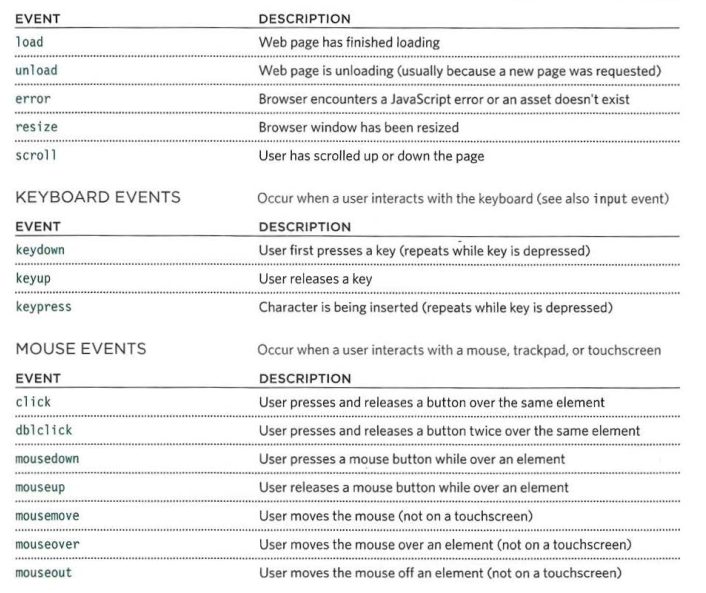 EVENT DESCRIPTION
load Web page has finished loading
unload Web page is unloading (usually because a new page was requested)
error Browser encounters a JavaScript error or an asset doesn't exist
resize Browser window has been resized
scroll User has scrolled up or down the page
KEYBOARD EVENTS Occur when a user interacts with the keyboard (see also input event)
EVENT DESCRIPTION
keydown User first presses a key (repeats while key is depressed)
keyup User releases a key
keypress Character is being inserted (repeats while key is depressed)
MOUSE EVENTS Occur when a user interacts with a mouse, trackpad, or touchscreen
EVENT DESCRIPTION
click User presses and releases a button over the same element
dblclick User presses and releases a button twice over the same element
mousedown User presses a mouse button while over an element
mouseup User releases a mouse button while over an element
mousemove User moves the mouse (not on a touchscreen)
mouseover User moves the mouse over an element (not on a touchscreen)
mouseout User moves the mouse off an element (not on a touchscreen)